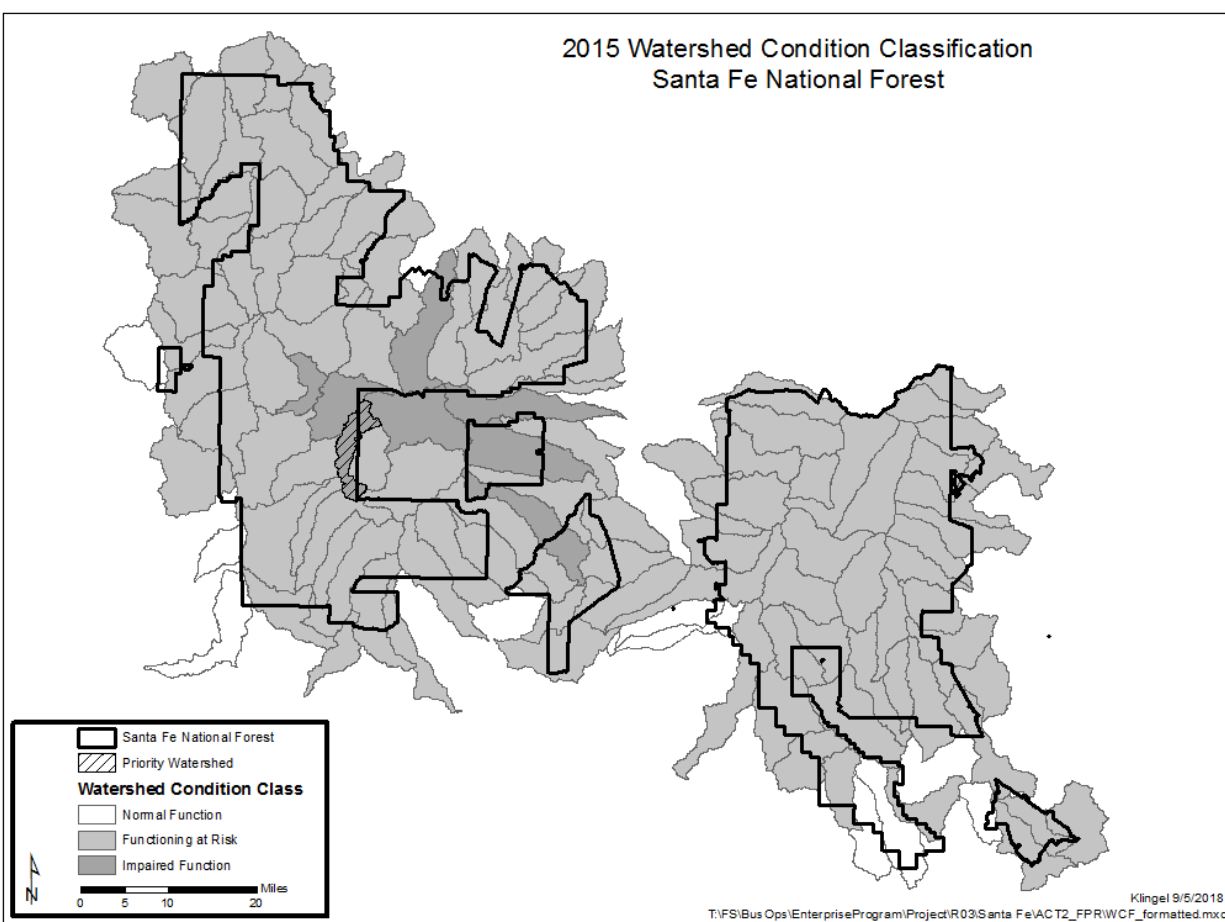 2015 Watershed Condition Classification
Santa Fe National Forest
Santa Fe National Forest
Priority Watershed
Watershed Condition Class
Normal Function
Functioning at Risk
Impaired Function
Miles
0 5 10 20
N
Klingel 9/5/2018
T:\FS\BusOps\EnterpriseProgram\Project\R03\Santa Fe\ACT2_FPR\WCF_formatted.mxd